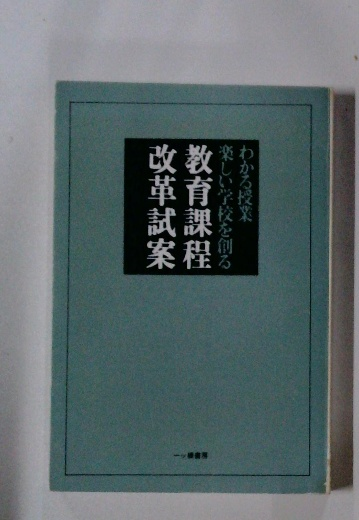 わかる授業
楽しい学校を創る
教育課程
改革試案
一ツ橋書房